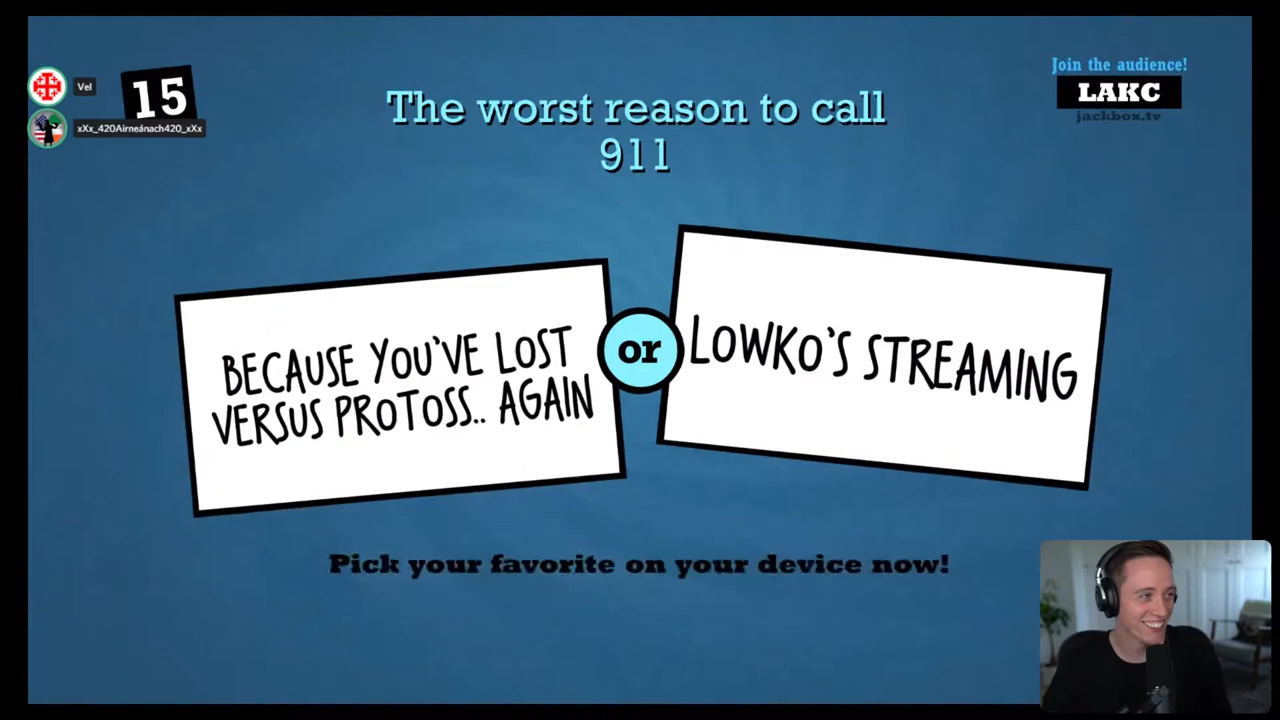 Vel
15
xXx_420Airneánach420_xXx
Join the audience!
LAKC
jackbox.tv
The worst reason to call
911
BECAUSE YOU'VE LOST
VERSUS PROTOSS.. AGAIN
or
LOWKO'S STREAMING
Pick your favorite on your device now!